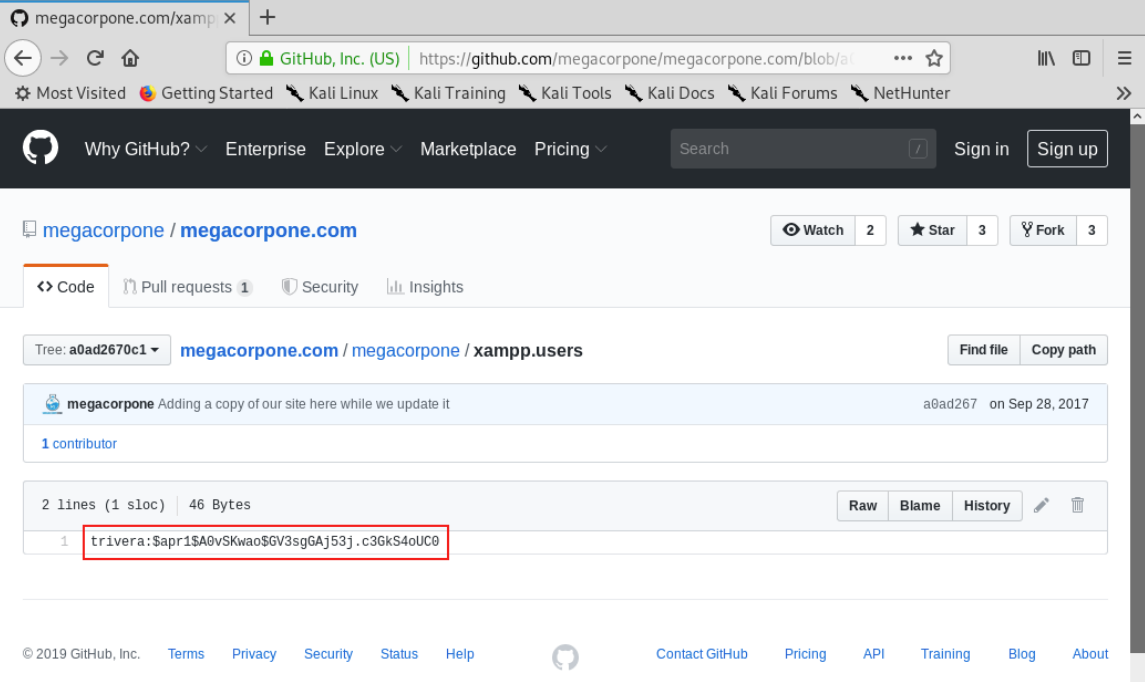 megacorpone.com/xamp
GitHub, Inc. (US) https://github.com/megacorpone/megacorpone.com/blob/a
Most Visited Getting Started Kali Linux Kali Training Kali Tools Kali Docs Kali Forums NetHunter
Why GitHub? Enterprise Explore Marketplace Pricing Search / Sign in Sign up
megacorpone / megacorpone.com Watch 2 Star 3 Fork 3
Code Pull requests 1 Security Insights
Tree: a0ad2670c1 megacorpone.com / megacorpone / xampp.users Find file Copy path
megacorpone Adding a copy of our site here while we update it a0ad267 on Sep 28, 2017
1 contributor
2 lines (1 sloc) 46 Bytes Raw Blame History
1 trivera:$apr1$A0vSKwao$GV3sgGAj53j.c3GkS4oUC0
© 2019 GitHub, Inc. Terms Privacy Security Status Help Contact GitHub Pricing API Training Blog About